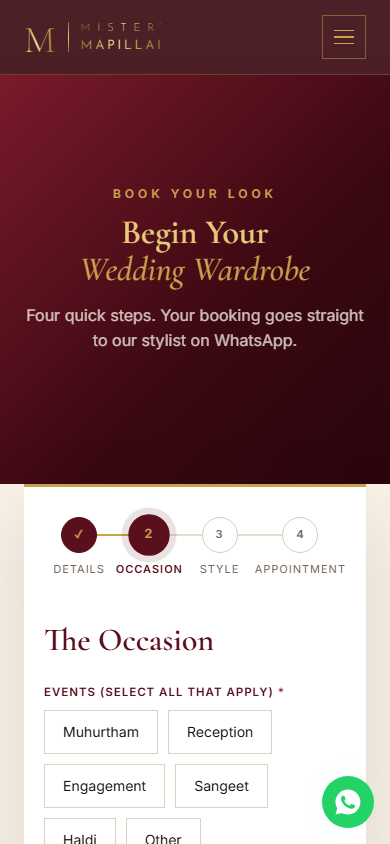 M
MISTER
MAPILLAI
BOOK YOUR LOOK
Begin Your
Wedding Wardrobe
Four quick steps. Your booking goes straight
to our stylist on WhatsApp.
✓ 2 3 4
DETAILS OCCASION STYLE APPOINTMENT
The Occasion
EVENTS (SELECT ALL THAT APPLY) *
Muhurtham Reception
Engagement Sangeet
Haldi Other